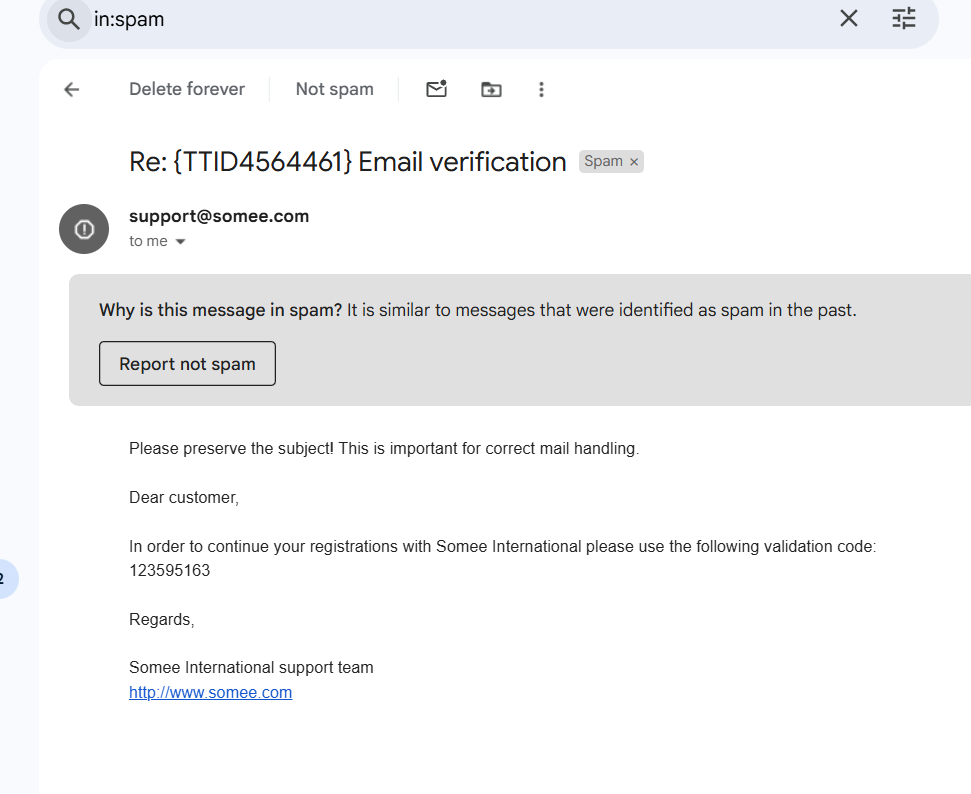 in:spam
Delete forever
Not spam
Re: {TTID4564461} Email verification
Spam ×
support@somee.com
to me
Why is this message in spam? It is similar to messages that were identified as spam in the past.
Report not spam
Please preserve the subject! This is important for correct mail handling.
Dear customer,
In order to continue your registrations with Somee International please use the following validation code:
123595163
2
Regards,
Somee International support team
http://www.somee.com